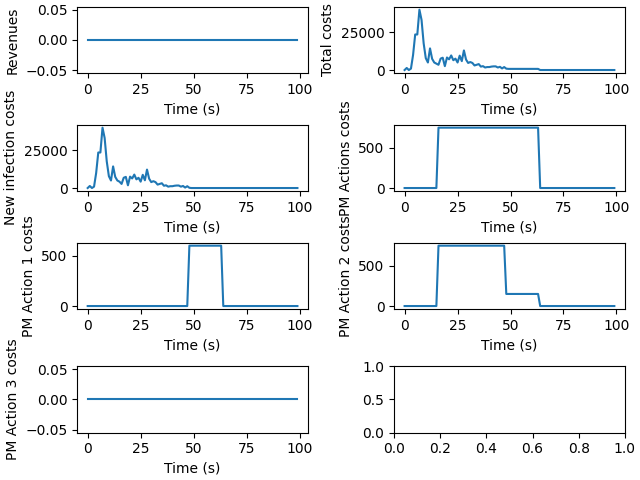 Revenues
0.05
0.00
−0.05
0 25 50 75 100
Time (s)
Total costs
25000
0
0 25 50 75 100
Time (s)
New infection costs
25000
0
0 25 50 75 100
Time (s)
PM Actions costs
500
0
0 25 50 75 100
Time (s)
PM Action 1 costs
500
0
0 25 50 75 100
Time (s)
PM Action 2 costs
500
0
0 25 50 75 100
Time (s)
PM Action 3 costs
0.05
0.00
−0.05
0 25 50 75 100
Time (s)
1.0
0.5
0.0
0.0 0.2 0.4 0.6 0.8 1.0